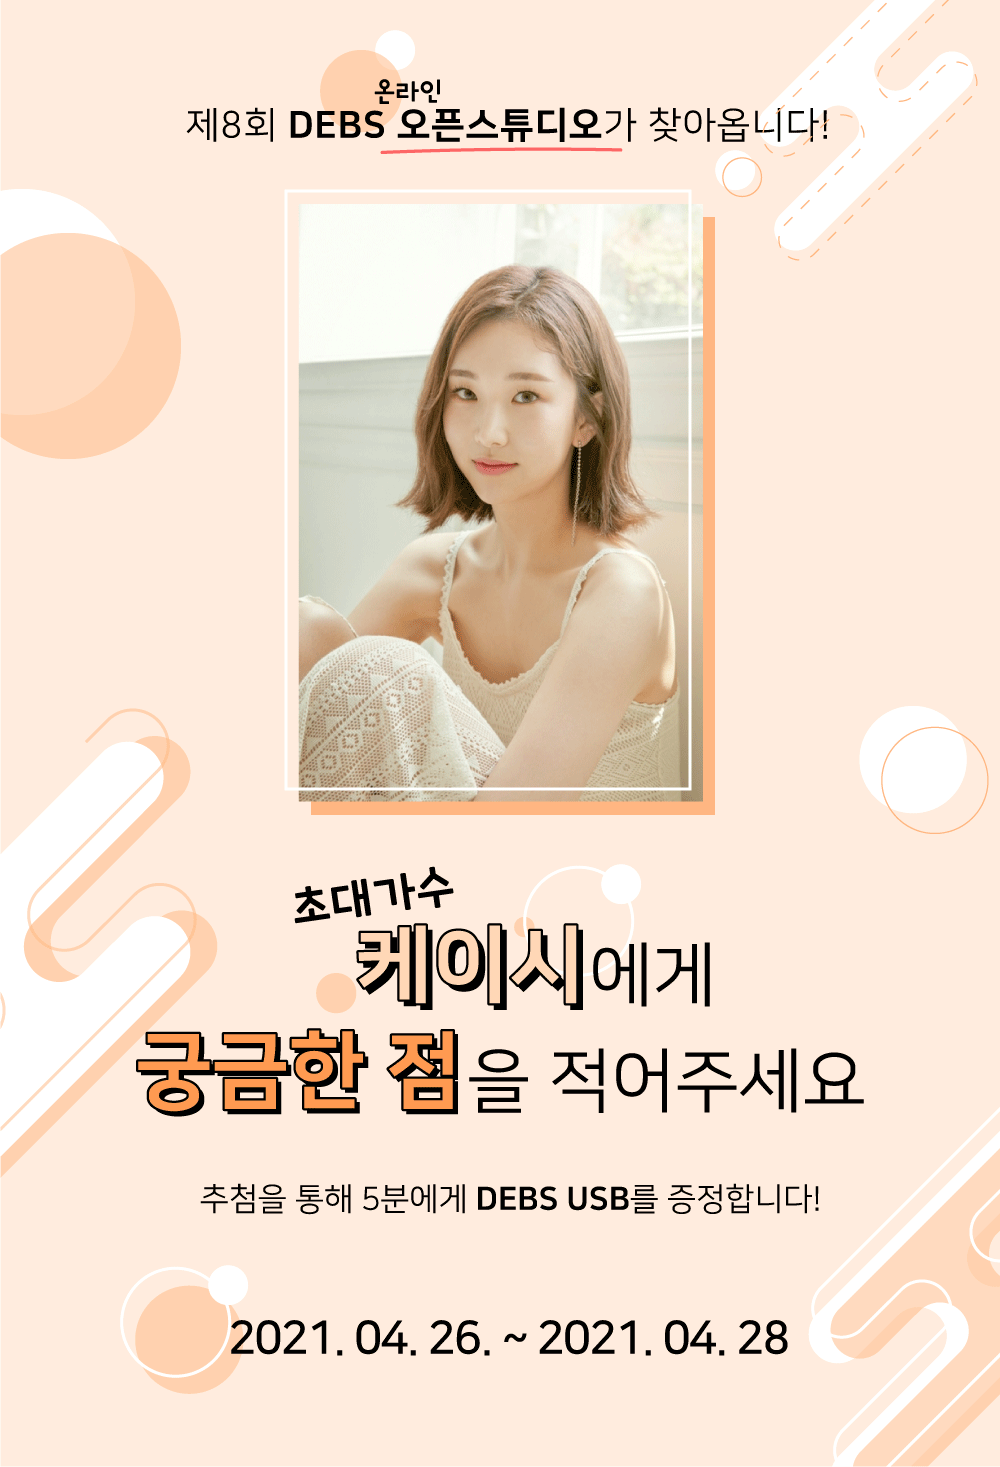 온라인
제8회 DEBS 오픈스튜디오가 찾아옵니다!
초대가수
케이시에게
궁금한 점을 적어주세요
추첨을 통해 5분에게 DEBS USB를 증정합니다!
2021. 04. 26. ~ 2021. 04. 28